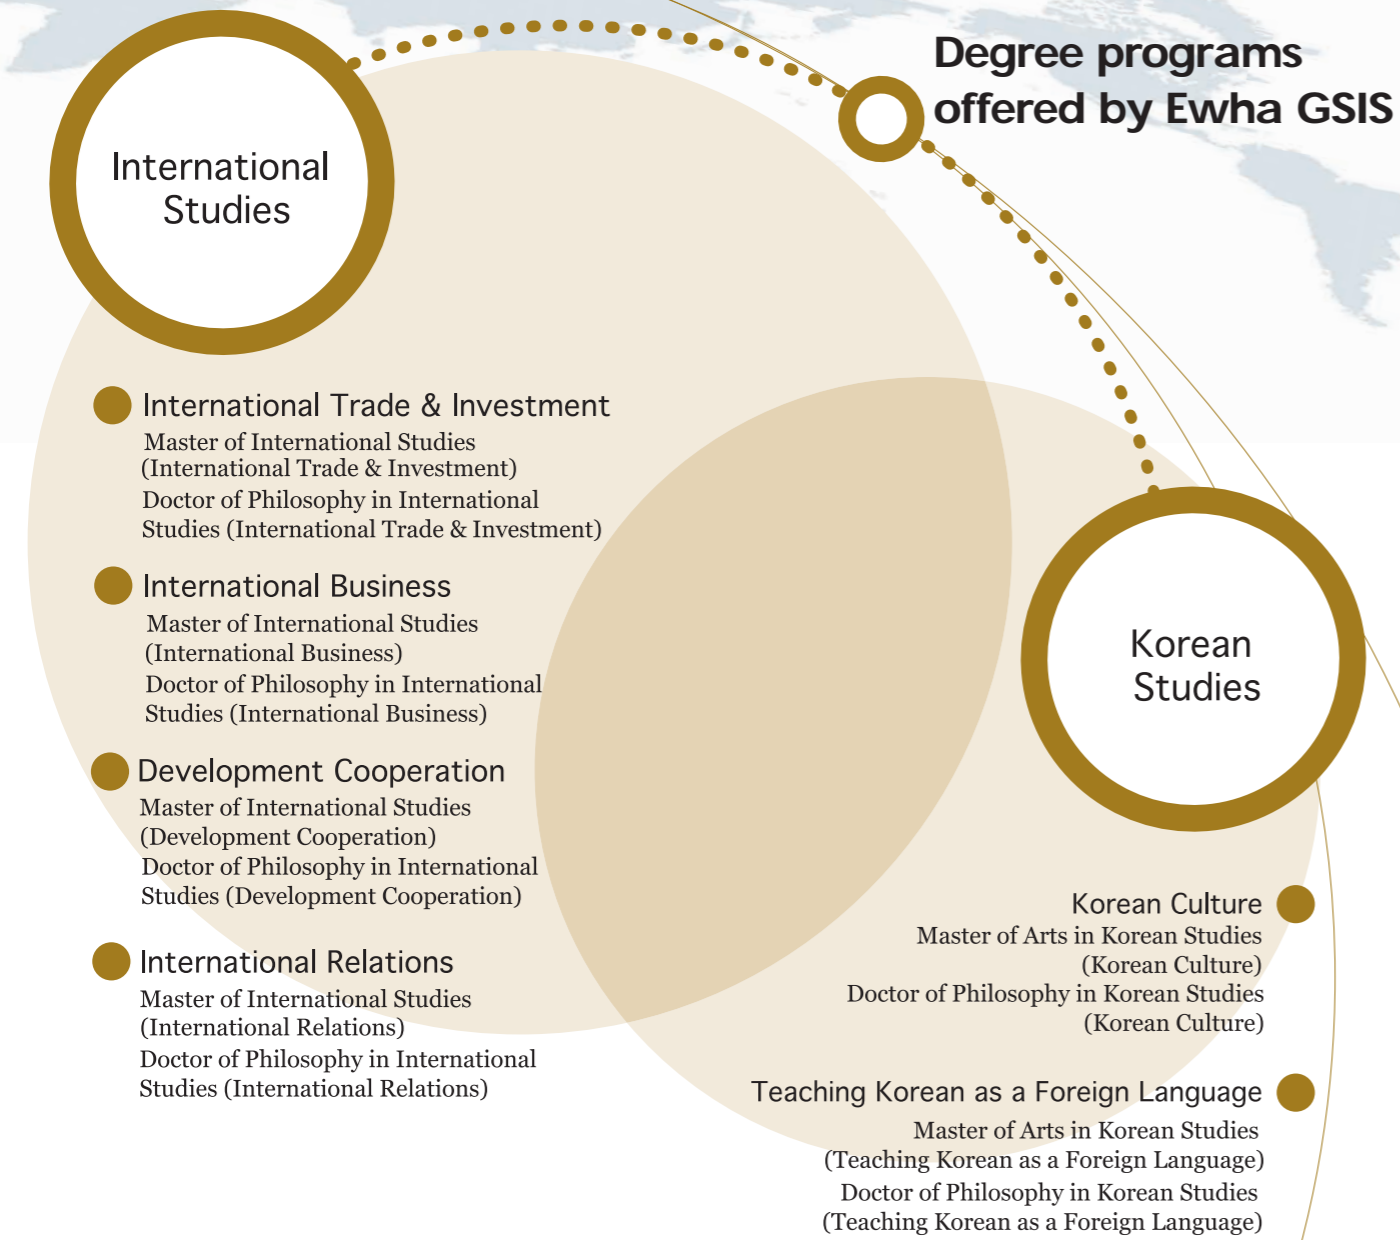 Degree programs
offered by Ewha GSIS
International
Studies
International Trade & Investment
Master of International Studies
(International Trade & Investment)
Doctor of Philosophy in International
Studies (International Trade & Investment)
International Business
Master of International Studies
(International Business)
Doctor of Philosophy in International
Studies (International Business)
Development Cooperation
Master of International Studies
(Development Cooperation)
Doctor of Philosophy in International
Studies (Development Cooperation)
International Relations
Master of International Studies
(International Relations)
Doctor of Philosophy in International
Studies (International Relations)
Korean
Studies
Korean Culture
Master of Arts in Korean Studies
(Korean Culture)
Doctor of Philosophy in Korean Studies
(Korean Culture)
Teaching Korean as a Foreign Language
Master of Arts in Korean Studies
(Teaching Korean as a Foreign Language)
Doctor of Philosophy in Korean Studies
(Teaching Korean as a Foreign Language)